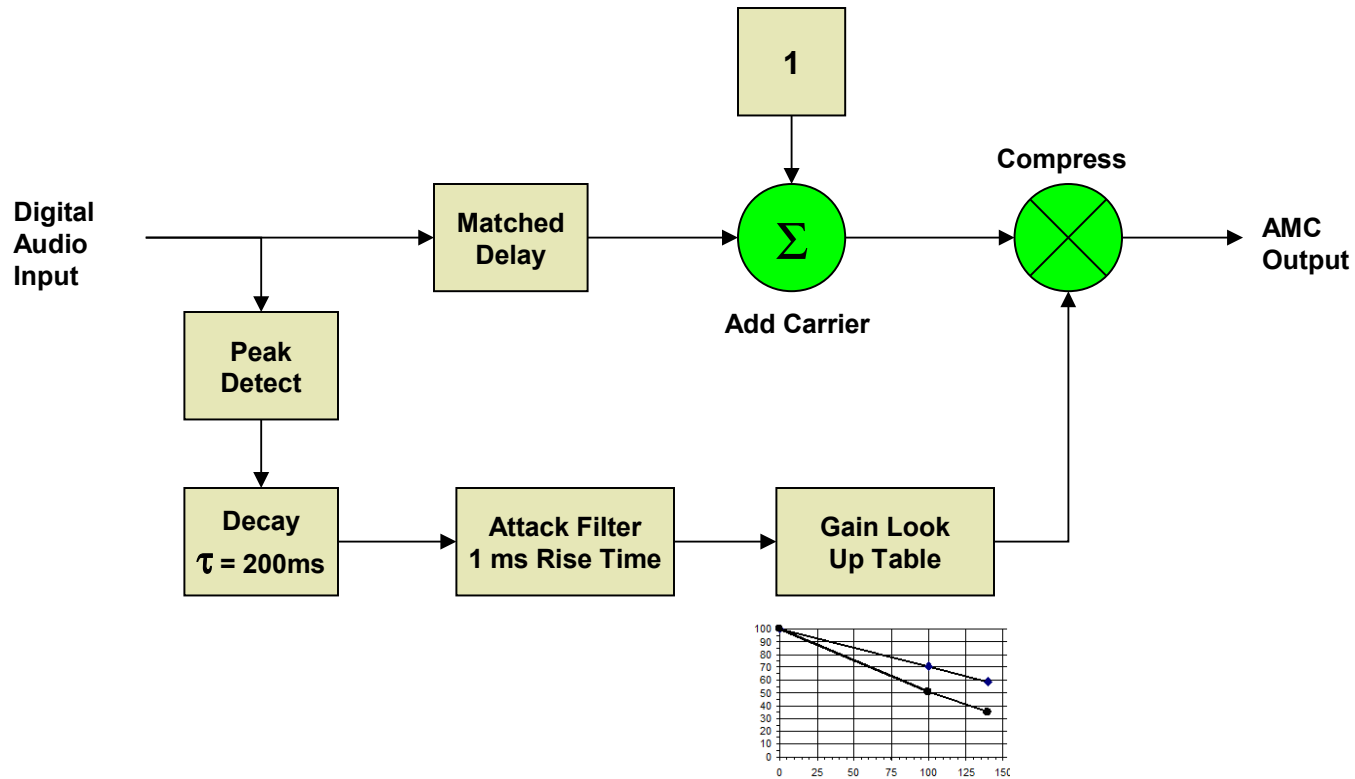 1
Compress
Digital
Audio
Input
Matched
Delay
Σ
AMC
Output
Add Carrier
Peak
Detect
Decay
τ = 200ms
Attack Filter
1 ms Rise Time
Gain Look
Up Table
100
90
80
70
60
50
40
30
20
10
0
0 25 50 75 100 125 150